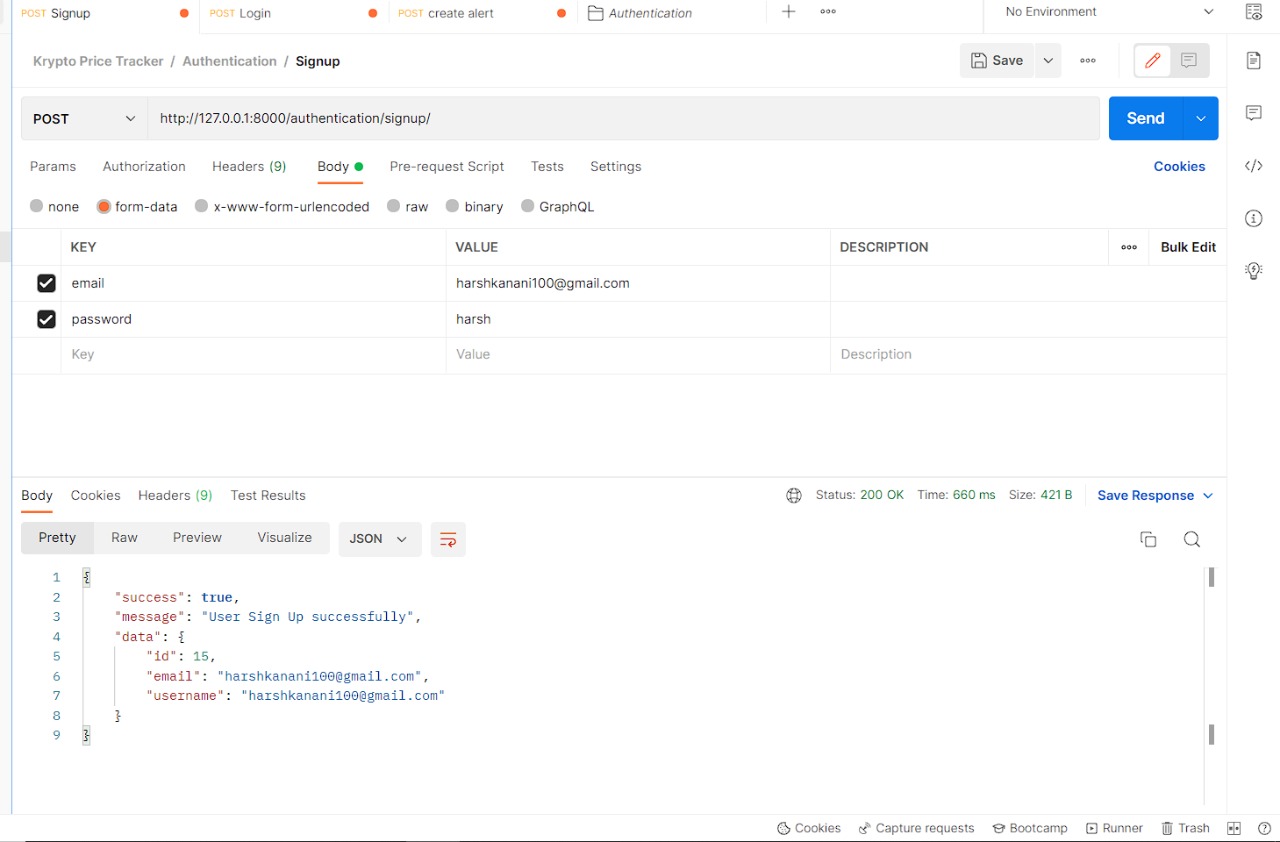 POST Signup POST Login POST create alert Authentication No Environment
Krypto Price Tracker / Authentication / Signup Save
POST http://127.0.0.1:8000/authentication/signup/ Send
Params Authorization Headers (9) Body Pre-request Script Tests Settings Cookies
none form-data x-www-form-urlencoded raw binary GraphQL
KEY VALUE DESCRIPTION Bulk Edit
email harshkanani100@gmail.com
password harsh
Key Value Description
Body Cookies Headers (9) Test Results Status: 200 OK Time: 660 ms Size: 421 B Save Response
Pretty Raw Preview Visualize JSON
1 {
2 "success": true,
3 "message": "User Sign Up successfully",
4 "data": {
5 "id": 15,
6 "email": "harshkanani100@gmail.com",
7 "username": "harshkanani100@gmail.com"
8 }
9 }
Cookies Capture requests Bootcamp Runner Trash